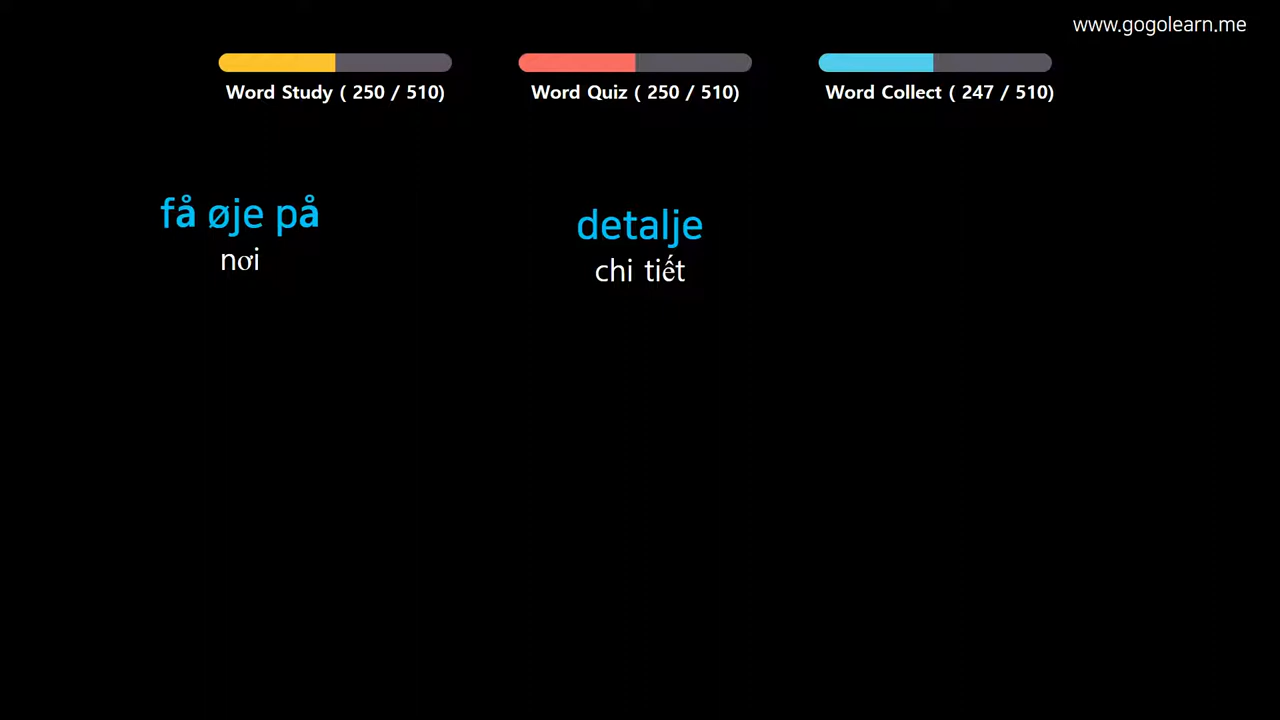 www.gogolearn.me
Word Study ( 250 / 510)
Word Quiz ( 250 / 510)
Word Collect ( 247 / 510)
få øje på
nơi
detalje
chi tiết